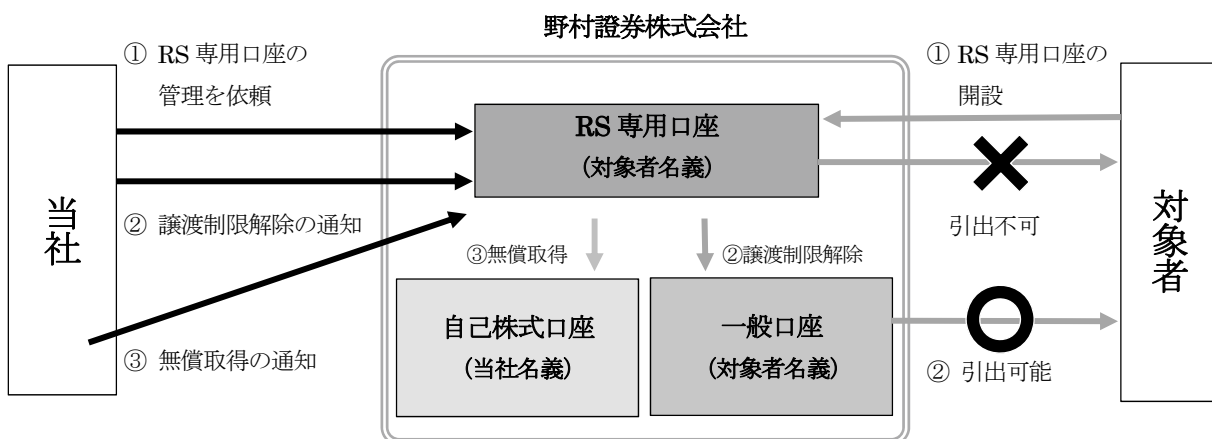 野村證券株式会社
① RS 専用口座の
管理を依頼
① RS 専用口座の
開設
RS 専用口座
(対象者名義)
当社
② 譲渡制限解除の通知
引出不可
対象者
③無償取得
②譲渡制限解除
自己株式口座
(当社名義)
一般口座
(対象者名義)
③ 無償取得の通知
② 引出可能